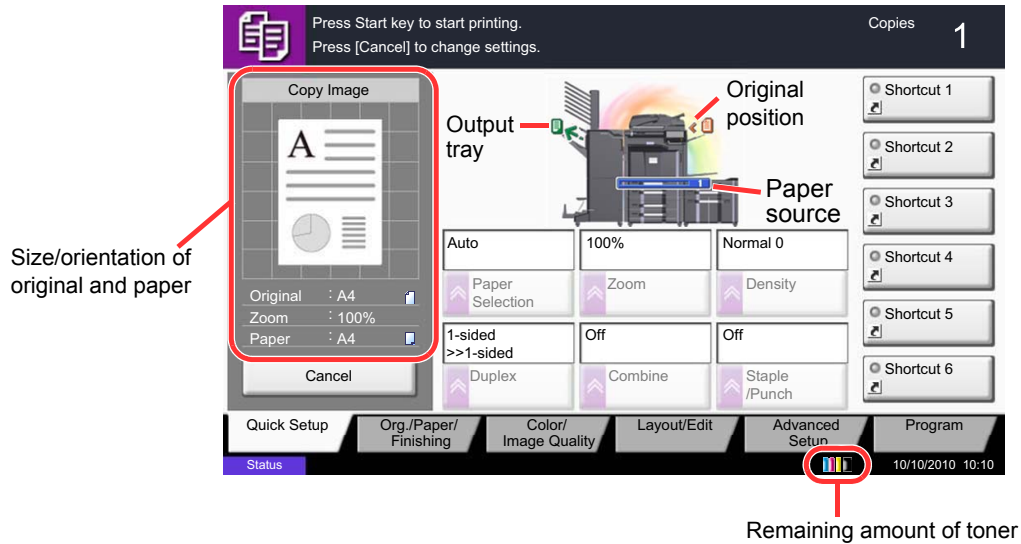 Press Start key to start printing.
Press [Cancel] to change settings.
Copies
1
Copy Image
A
Original : A4
Zoom : 100%
Paper : A4
Cancel
Size/orientation of
original and paper
Output
tray
Original
position
Paper
source
Auto
Paper
Selection
100%
Zoom
Normal 0
Density
1-sided
>>1-sided
Duplex
Off
Combine
Off
Staple
/Punch
Shortcut 1
Shortcut 2
Shortcut 3
Shortcut 4
Shortcut 5
Shortcut 6
Quick Setup
Org./Paper/
Finishing
Color/
Image Quality
Layout/Edit
Advanced
Setup
Program
Status
10/10/2010 10:10
Remaining amount of toner